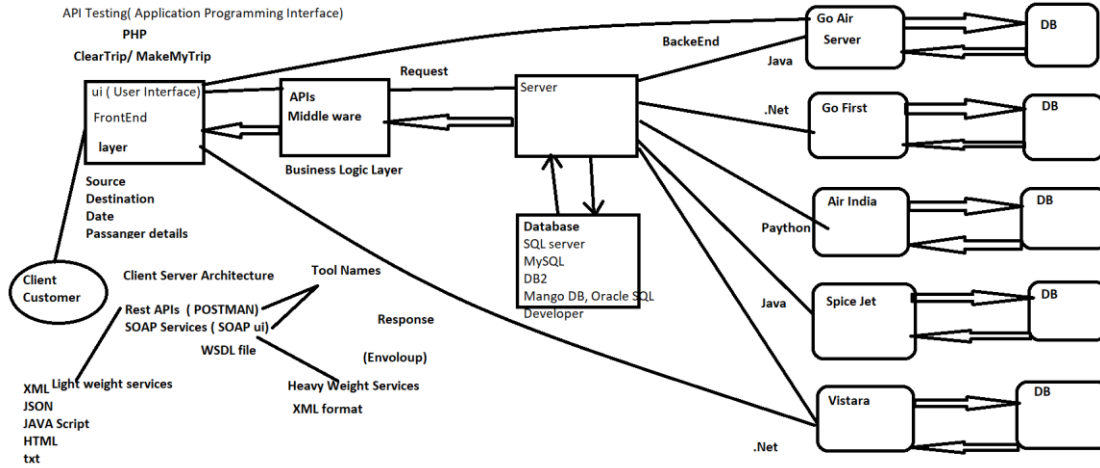 API Testing( Application Programming Interface)
PHP
ClearTrip/ MakeMyTrip
ui ( User Interface)
FrontEnd
layer
Source
Destination
Date
Passanger details
Client
Customer
APIs
Middle ware
Business Logic Layer
Request
Server
Database
SQL server
MySQL
DB2
Mango DB, Oracle SQL
Developer
BackeEnd
Java
.Net
Paython
Java
.Net
Go Air
Server
DB
Go First
DB
Air India
DB
Spice Jet
DB
Vistara
DB
Client Server Architecture
Tool Names
Rest APIs ( POSTMAN)
SOAP Services ( SOAP ui)
WSDL file
Response
(Envoloup)
Light weight services
XML
JSON
JAVA Script
HTML
txt
Heavy Weight Services
XML format